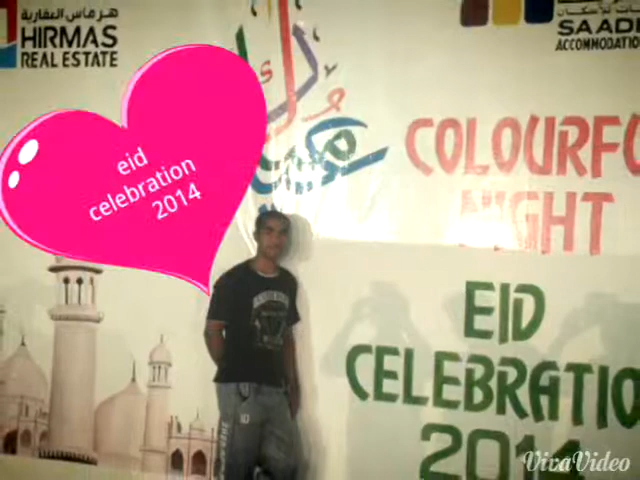 هرماس العقارية
HIRMAS
REAL ESTATE
SAADE
ACCOMMODATIO
eid
celebration
2014
COLOURFU
NIGHT
EID
CELEBRATIO
2014
VivaVideo